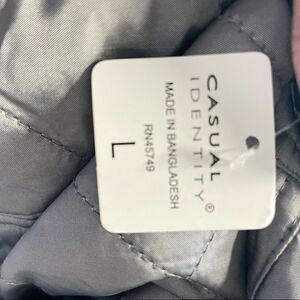 CASUAL
IDENTITY®
MADE IN BANGLADESH
RN45749
L